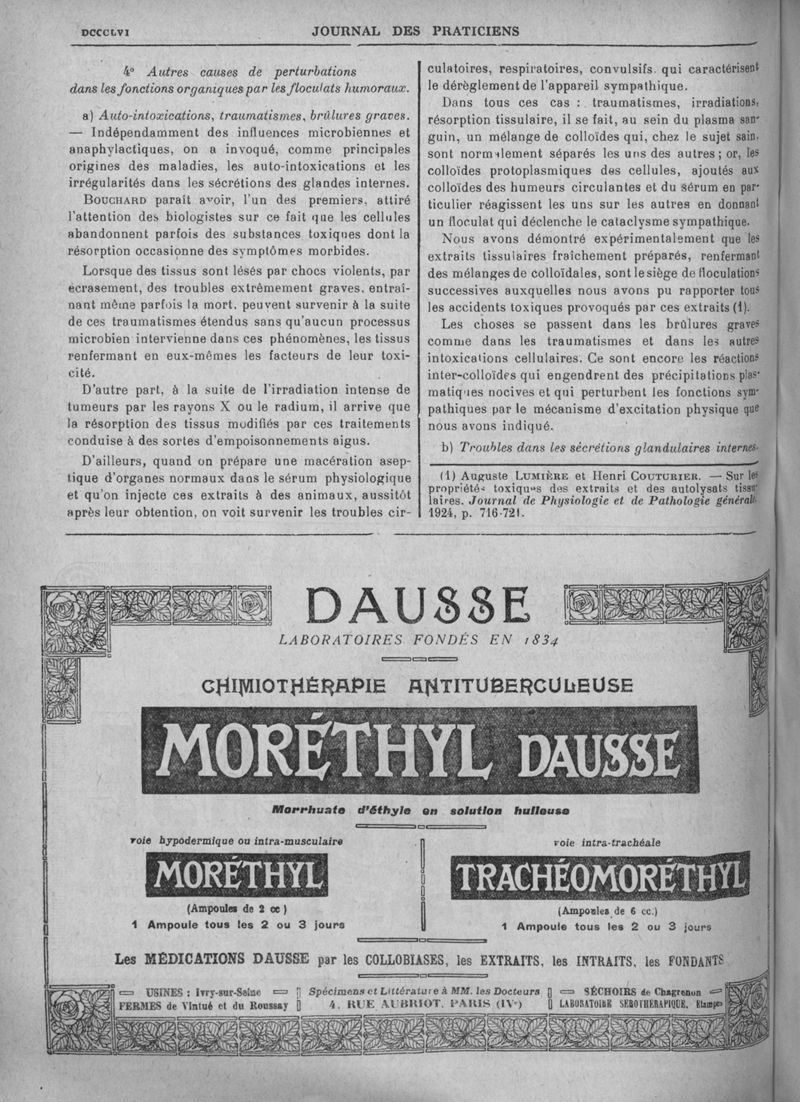 DCCCLVI
JOURNAL DES PRATICIENS
4° Autres causes de perturbations
dans les fonctions organiques par les floculats humoraux.
a) Auto-intoxications, traumatismes, brûlures graves.
— Indépendamment des influences microbiennes et
anaphylactiques, on a invoqué, comme principales
origines des maladies, les auto-intoxications et les
irrégularités dans les sécrétions des glandes internes.
BOUCHARD paraît avoir, l'un des premiers, attiré
l'attention des biologistes sur ce fait que les cellules
abandonnent parfois des substances toxiques dont la
résorption occasionne des symptômes morbides.
Lorsque des tissus sont lésés par chocs violents, par
écrasement, des troubles extrêmement graves, entraî-
nant même parfois la mort, peuvent survenir à la suite
de ces traumatismes étendus sans qu'aucun processus
microbien intervienne dans ces phénomènes, les tissus
renfermant en eux-mêmes les facteurs de leur toxi-
cité.
D'autre part, à la suite de l'irradiation intense de
tumeurs par les rayons X ou le radium, il arrive que
la résorption des tissus modifiés par ces traitements
conduise à des sortes d'empoisonnements aigus.
D'ailleurs, quand on prépare une macération asep-
tique d'organes normaux dans le sérum physiologique
et qu'on injecte ces extraits à des animaux, aussitôt
après leur obtention, on voit survenir les troubles cir-
culatoires, respiratoires, convulsifs, qui caractérisent
le dérèglement de l'appareil sympathique.
Dans tous ces cas : traumatismes, irradiations,
résorption tissulaire, il se fait, au sein du plasma san-
guin, un mélange de colloïdes qui, chez le sujet sain,
sont normalement séparés les uns des autres ; or, les
colloïdes protoplasmiques des cellules, ajoutés aux
colloïdes des humeurs circulantes et du sérum en par-
ticulier réagissent les uns sur les autres en donnant
un floculat qui déclenche le cataclysme sympathique.
Nous avons démontré expérimentalement que les
extraits tissulaires fraîchement préparés, renfermant
des mélanges de colloïdales, sont le siège de floculations
successives auxquelles nous avons pu rapporter tous
les accidents toxiques provoqués par ces extraits (1).
Les choses se passent dans les brûlures graves
comme dans les traumatismes et dans les autres
intoxications cellulaires. Ce sont encore les réactions
inter-colloïdes qui engendrent des précipitations plas-
matiques nocives et qui perturbent les fonctions sym-
pathiques par le mécanisme d'excitation physique que
nous avons indiqué.
b) Troubles dans les sécrétions glandulaires internes.
(1) Auguste LUMIÈRE et Henri COUTURIER. — Sur les
propriétés toxiques des extraits et des autolysats tissu-
laires. Journal de Physiologie et de Pathologie générale
1924, p. 716-721.
DAUSSE
LABORATOIRES FONDÉS EN 1834
CHIMIOTHÉRAPIE ANTITUBERCULEUSE
MORÉTHYL DAUSSE
Morrhuate d'éthyle en solution huileuse
voie hypodermique ou intra-musculaire
MORÉTHYL
(Ampoules de 2 cc)
1 Ampoule tous les 2 ou 3 jours
voie intra-trachéale
TRACHÉOMORÉTHYL
(Ampoules de 6 cc.)
1 Ampoule tous les 2 ou 3 jours
Les MÉDICATIONS DAUSSE par les COLLOBIASES, les EXTRAITS, les INTRAITS, les FONDANTS
USINES : Ivry-sur-Seine
FERMES de Vintué et du Roussay
Spécimens et Littérature à MM. les Docteurs
4, RUE AUBRIOT, PARIS (IVe)
SÉCHOIRS de Chagrenon
LABORATOIRE SEROTHERAPIQUE, Etampes